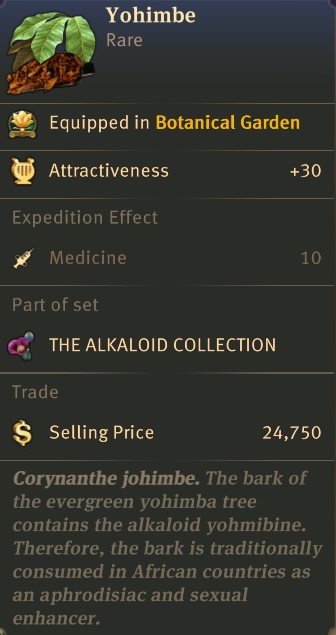 Yohimbe
Rare
Equipped in Botanical Garden
Attractiveness +30
Expedition Effect
Medicine 10
Part of set
THE ALKALOID COLLECTION
Trade
Selling Price 24,750
Corynanthe johimbe. The bark of
the evergreen yohimba tree
contains the alkaloid yohmibine.
Therefore, the bark is traditionally
consumed in African countries as
an aphrodisiac and sexual
enhancer.